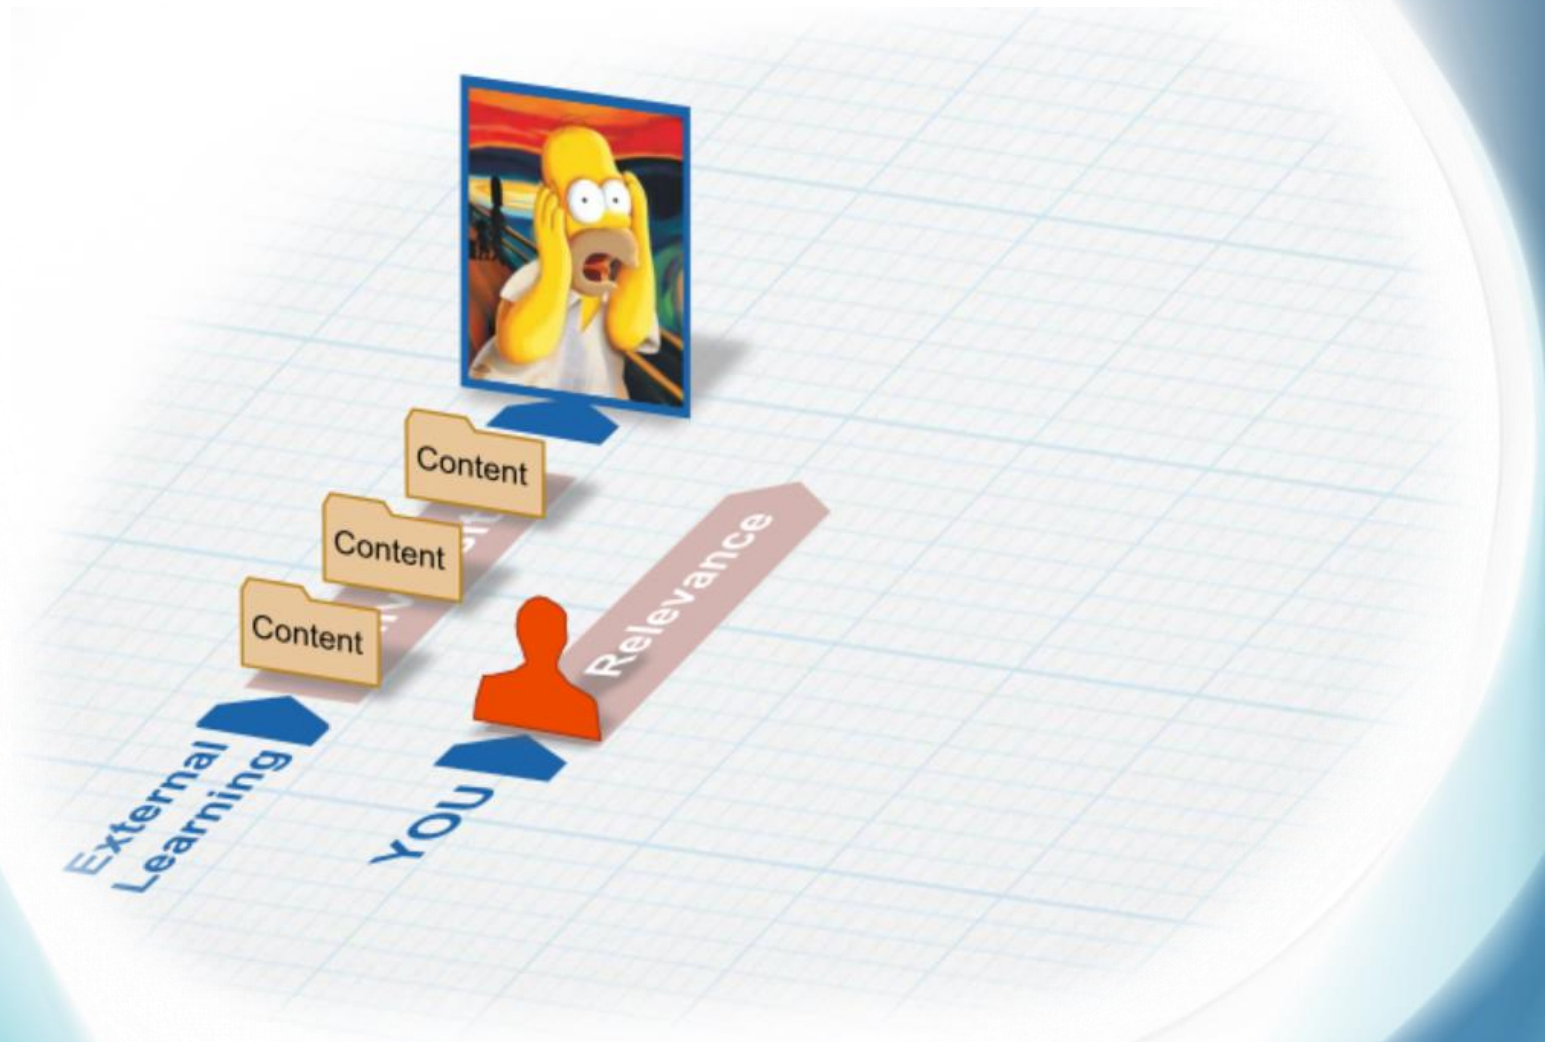 Content
Content
Content
Relevance
External
Learning
YOU